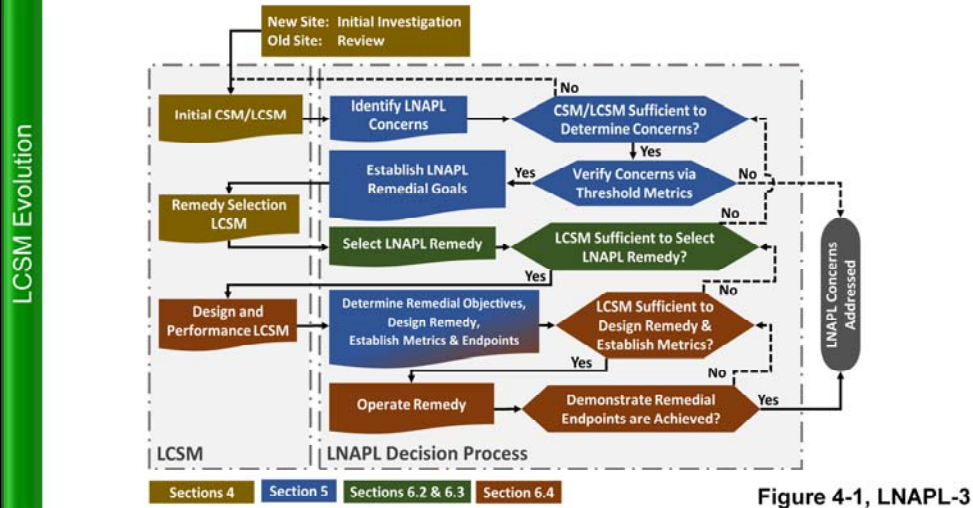 LCSM Evolution
New Site: Initial Investigation
Old Site: Review
No
Initial CSM/LCSM
Identify LNAPL
Concerns
CSM/LCSM Sufficient to
Determine Concerns?
Yes
Establish LNAPL
Remedial Goals
Yes
Verify Concerns via
Threshold Metrics
No
Remedy Selection
LCSM
No
Select LNAPL Remedy
LCSM Sufficient to Select
LNAPL Remedy?
Yes
No
LNAPL Concerns
Addressed
Design and
Performance LCSM
Determine Remedial Objectives,
Design Remedy,
Establish Metrics & Endpoints
LCSM Sufficient to
Design Remedy &
Establish Metrics?
Yes
No
Operate Remedy
Demonstrate Remedial
Endpoints are Achieved?
Yes
LCSM
LNAPL Decision Process
Sections 4
Section 5
Sections 6.2 & 6.3
Section 6.4
Figure 4-1, LNAPL-3